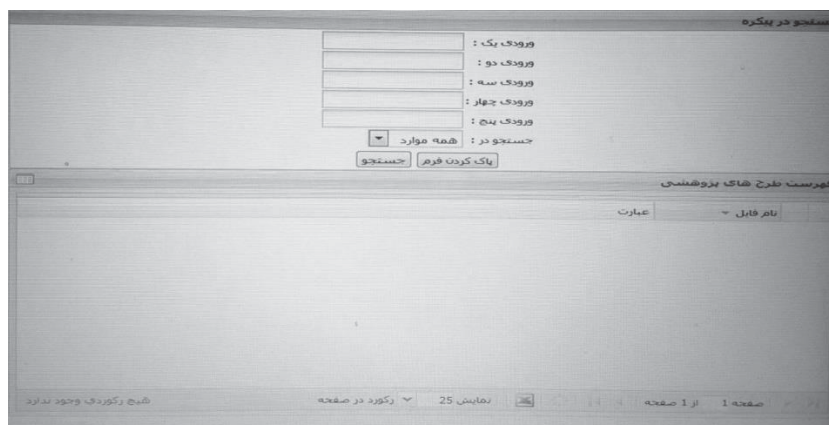 جستجو در پیکره
ورودی یک :
ورودی دو :
ورودی سه :
ورودی چهار :
ورودی پنج :
جستجو در : همه موارد
پاک کردن فرم جستجو
فهرست طرح های پژوهشی
نام فایل عبارت
صفحه 1 از 1 صفحه نمایش 25 رکورد در صفحه هیچ رکوردی وجود ندارد